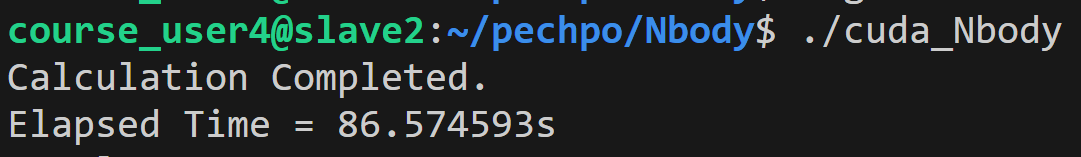 course_user4@slave2:~/pechpo/Nbody$ ./cuda_Nbody
Calculation Completed.
Elapsed Time = 86.574593s